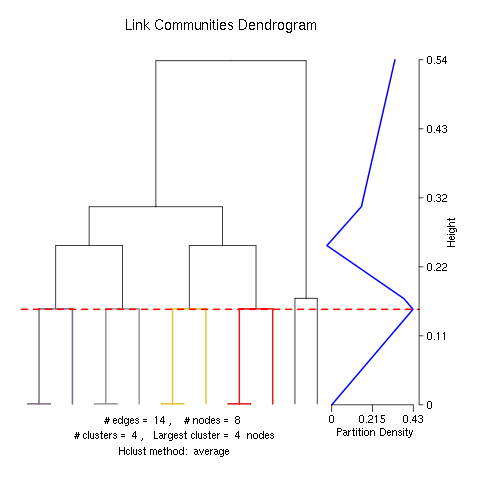 Link Communities Dendrogram
0.54
0.43
0.32
0.22
0.11
0
Height
0 0.215 0.43
Partition Density
# edges = 14 , # nodes = 8
# clusters = 4 , Largest cluster = 4 nodes
Hclust method: average